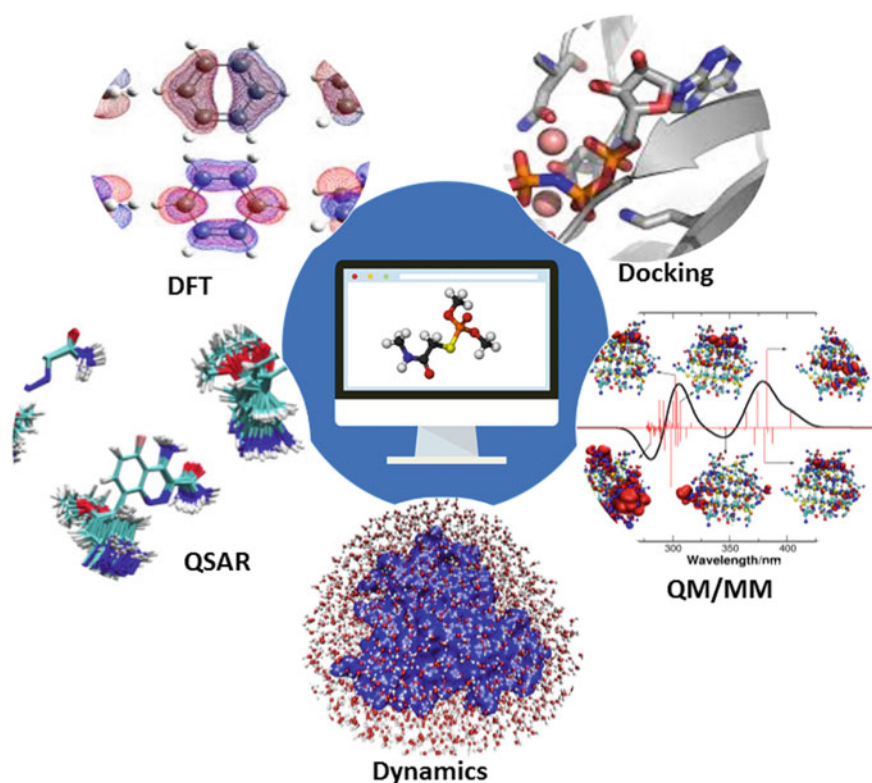 DFT
Docking
QSAR
300
350
400
Wavelength/nm
QM/MM
Dynamics